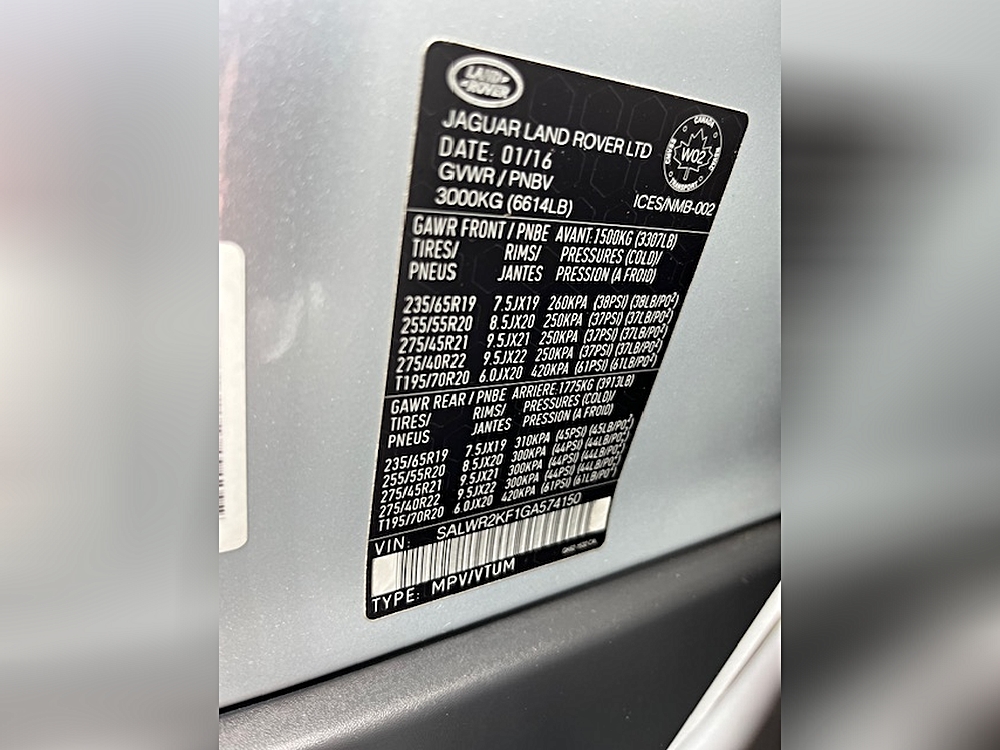 LAND ROVER
JAGUAR LAND ROVER LTD
DATE: 01/16
GVWR / PNBV
3000KG (6614LB)
CANADA
W02
TRANSPORT
ICES/NMB-002
GAWR FRONT / PNBE AVANT:1500KG (3307LB)
TIRES/ RIMS/ PRESSURES (COLD)/
PNEUS JANTES PRESSION (A FROID)
235/65R19 7.5JX19 260KPA (38PSI) (38LB/PO²)
255/55R20 8.5JX20 250KPA (37PSI) (37LB/PO²)
275/45R21 9.5JX21 250KPA (37PSI) (37LB/PO²)
275/40R22 9.5JX22 250KPA (37PSI) (37LB/PO²)
T195/70R20 6.0JX20 420KPA (61PSI) (61LB/PO²)
GAWR REAR / PNBE ARRIERE:1775KG (3913LB)
TIRES/ RIMS/ PRESSURES (COLD)/
PNEUS JANTES PRESSION (A FROID)
235/65R19 7.5JX19 310KPA (45PSI) (45LB/PO²)
255/55R20 8.5JX20 300KPA (44PSI) (44LB/PO²)
275/45R21 9.5JX21 300KPA (44PSI) (44LB/PO²)
275/40R22 9.5JX22 300KPA (44PSI) (44LB/PO²)
T195/70R20 6.0JX20 420KPA (61PSI) (61LB/PO²)
VIN: SALWR2KF1GA574150
TYPE: MPV/VTUM